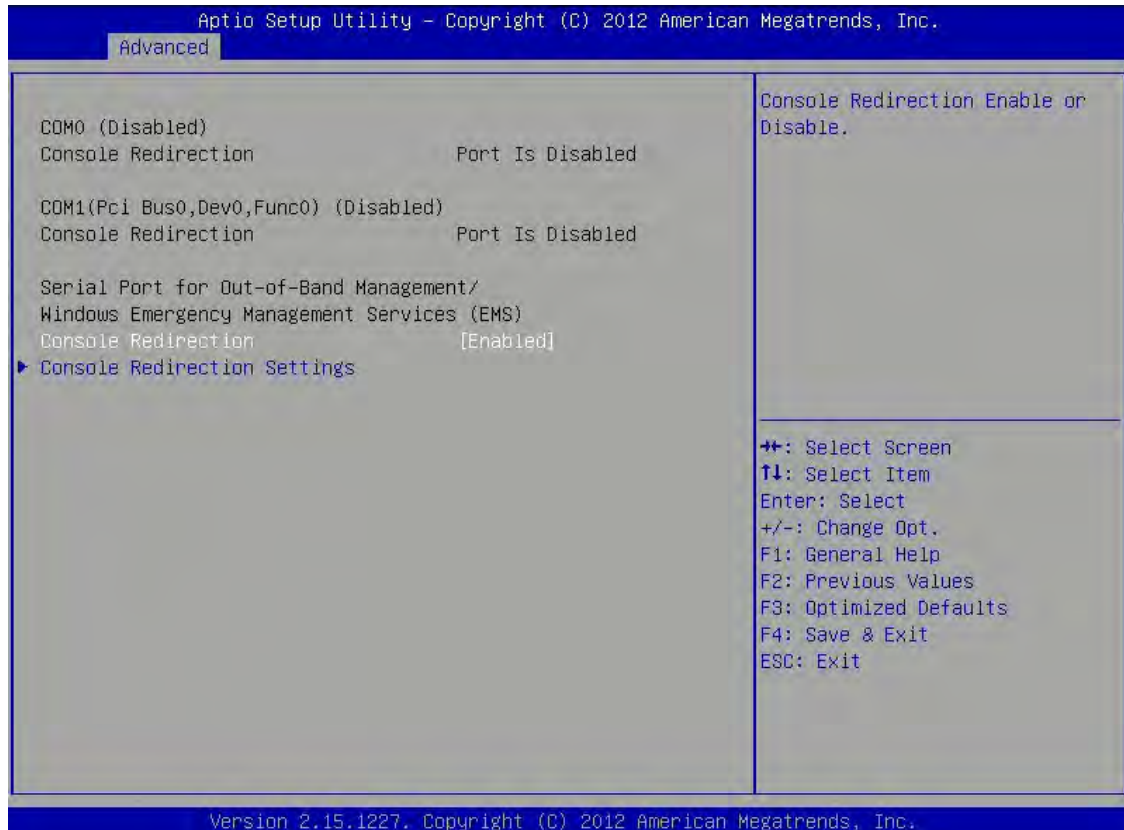 Aptio Setup Utility – Copyright (C) 2012 American Megatrends, Inc.
Advanced
COM0 (Disabled)
Console Redirection Port Is Disabled
COM1(Pci Bus0,Dev0,Func0) (Disabled)
Console Redirection Port Is Disabled
Serial Port for Out-of-Band Management/
Windows Emergency Management Services (EMS)
Console Redirection [Enabled]
▶ Console Redirection Settings
Console Redirection Enable or
Disable.
→←: Select Screen
↑↓: Select Item
Enter: Select
+/-: Change Opt.
F1: General Help
F2: Previous Values
F3: Optimized Defaults
F4: Save & Exit
ESC: Exit
Version 2.15.1227. Copyright (C) 2012 American Megatrends, Inc.